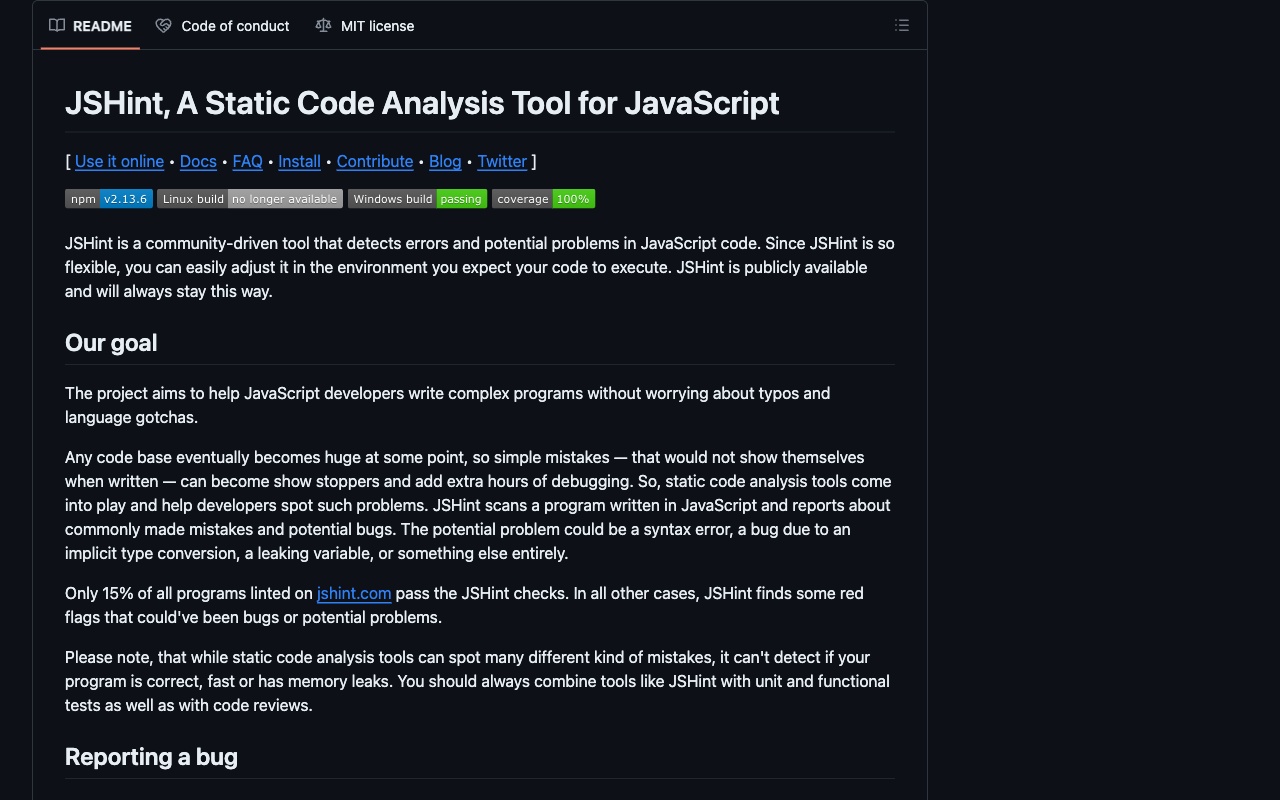 README Code of conduct MIT license
JSHint, A Static Code Analysis Tool for JavaScript
[ Use it online • Docs • FAQ • Install • Contribute • Blog • Twitter ]
npm v2.13.6 Linux build no longer available Windows build passing coverage 100%
JSHint is a community-driven tool that detects errors and potential problems in JavaScript code. Since JSHint is so
flexible, you can easily adjust it in the environment you expect your code to execute. JSHint is publicly available
and will always stay this way.
Our goal
The project aims to help JavaScript developers write complex programs without worrying about typos and
language gotchas.
Any code base eventually becomes huge at some point, so simple mistakes — that would not show themselves
when written — can become show stoppers and add extra hours of debugging. So, static code analysis tools come
into play and help developers spot such problems. JSHint scans a program written in JavaScript and reports about
commonly made mistakes and potential bugs. The potential problem could be a syntax error, a bug due to an
implicit type conversion, a leaking variable, or something else entirely.
Only 15% of all programs linted on jshint.com pass the JSHint checks. In all other cases, JSHint finds some red
flags that could've been bugs or potential problems.
Please note, that while static code analysis tools can spot many different kind of mistakes, it can't detect if your
program is correct, fast or has memory leaks. You should always combine tools like JSHint with unit and functional
tests as well as with code reviews.
Reporting a bug